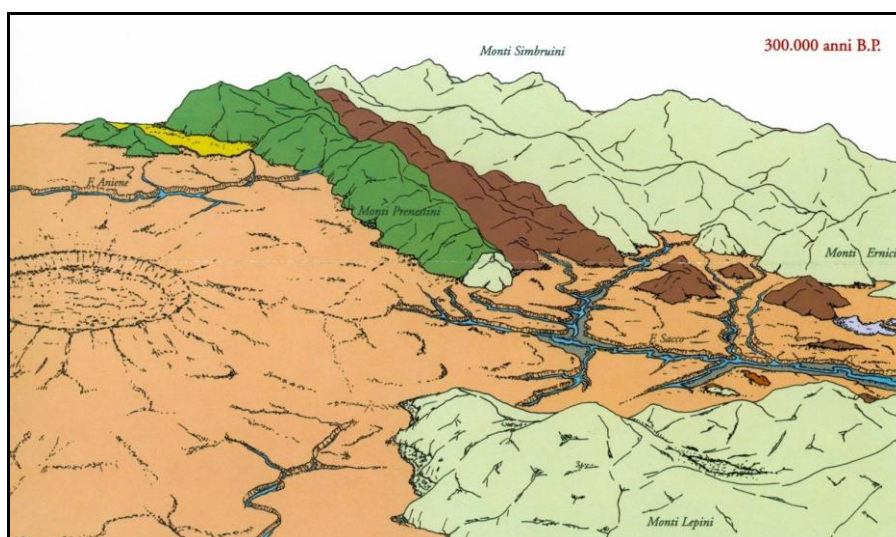 Monti Simbruini
300.000 anni B.P.
F. Aniene
Monti Prenestini
Monti Ernici
F. Sacco
Monti Lepini